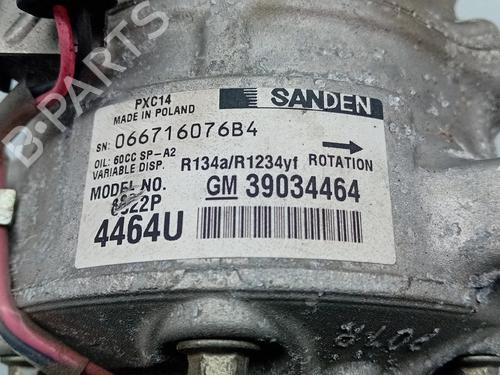 PXC14
MADE IN POLAND
SANDEN
SN: 066716076B4
OIL: 60CC SP-A2
VARIABLE DISP.
R134a/R1234yf ROTATION
MODEL NO.
GM 39034464
4464U
B-PARTS